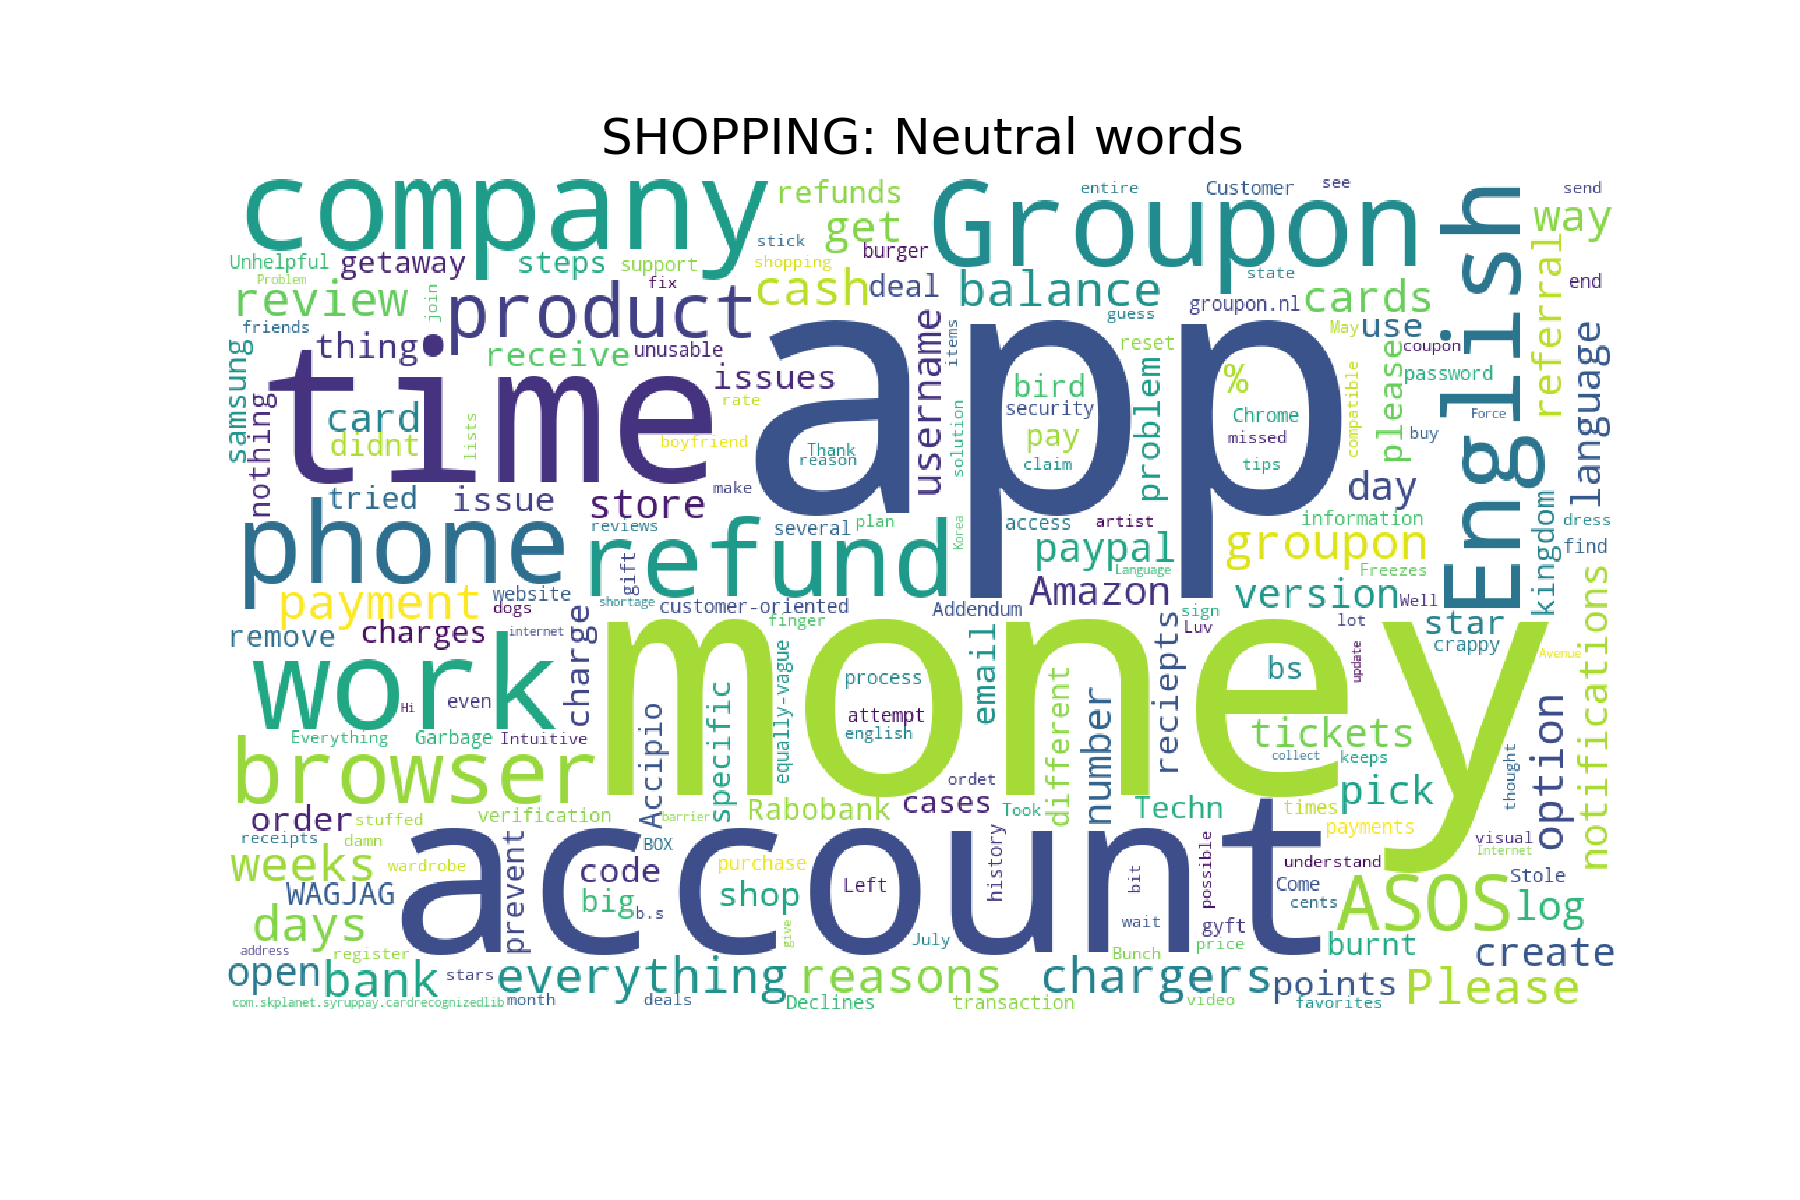 SHOPPING: Neutral words
company
refunds
get
Groupon
entire
Customer
see
English
send
way
stick
burger
Unhelpful
getaway
steps
support
shopping
Problem
fix
state
end
review
join
product
cash
deal
balance
groupon.nl
cards
referral
friends
guess
May
use
thing
receive
unusable
username
items
reset
coupon
language
samsung
time
issues
app
bird
problem
%
compatible
please
password
nothing
card
rate
security
Chrome
Force
didnt
lists
boyfriend
Thank
reason
solution
pay
missed
buy
claim
tips
tried
issue
store
make
day
phone
reviews
several
plan
access
artist
information
kingdom
dress
refund
Korea
paypal
groupon
find
Language
Freezes
payment
website
gift
Amazon
version
Well
notifications
dogs
shortage
customer-oriented
Addendum
sign
star
remove
charges
internet
charge
finger
Luv
lot
crappy
work
money
equally-vague
email
reciepts
bs
update
Avenue
process
even
Hi
Accipio
specific
attempt
different
number
tickets
option
Everything
Garbage
Intuitive
english
collect
keeps
thought
browser
ordet
pick
order
stuffed
verification
barrier
Rabobank
cases
Took
Techn
times
payments
receipts
damn
account
BOX
history
possible
visual
Internet
weeks
wardrobe
prevent
code
purchase
Left
bit
understand
Stole
WAGJAG
big
b.s
shop
Come
cents
ASOS
log
days
give
July
wait
gyft
burnt
address
register
Bunch
price
create
open
bank
stars
everything
reasons
chargers
points
Please
com.skplanet.syruppay.cardrecognizedlib
month
deals
Declines
transaction
video
favorites